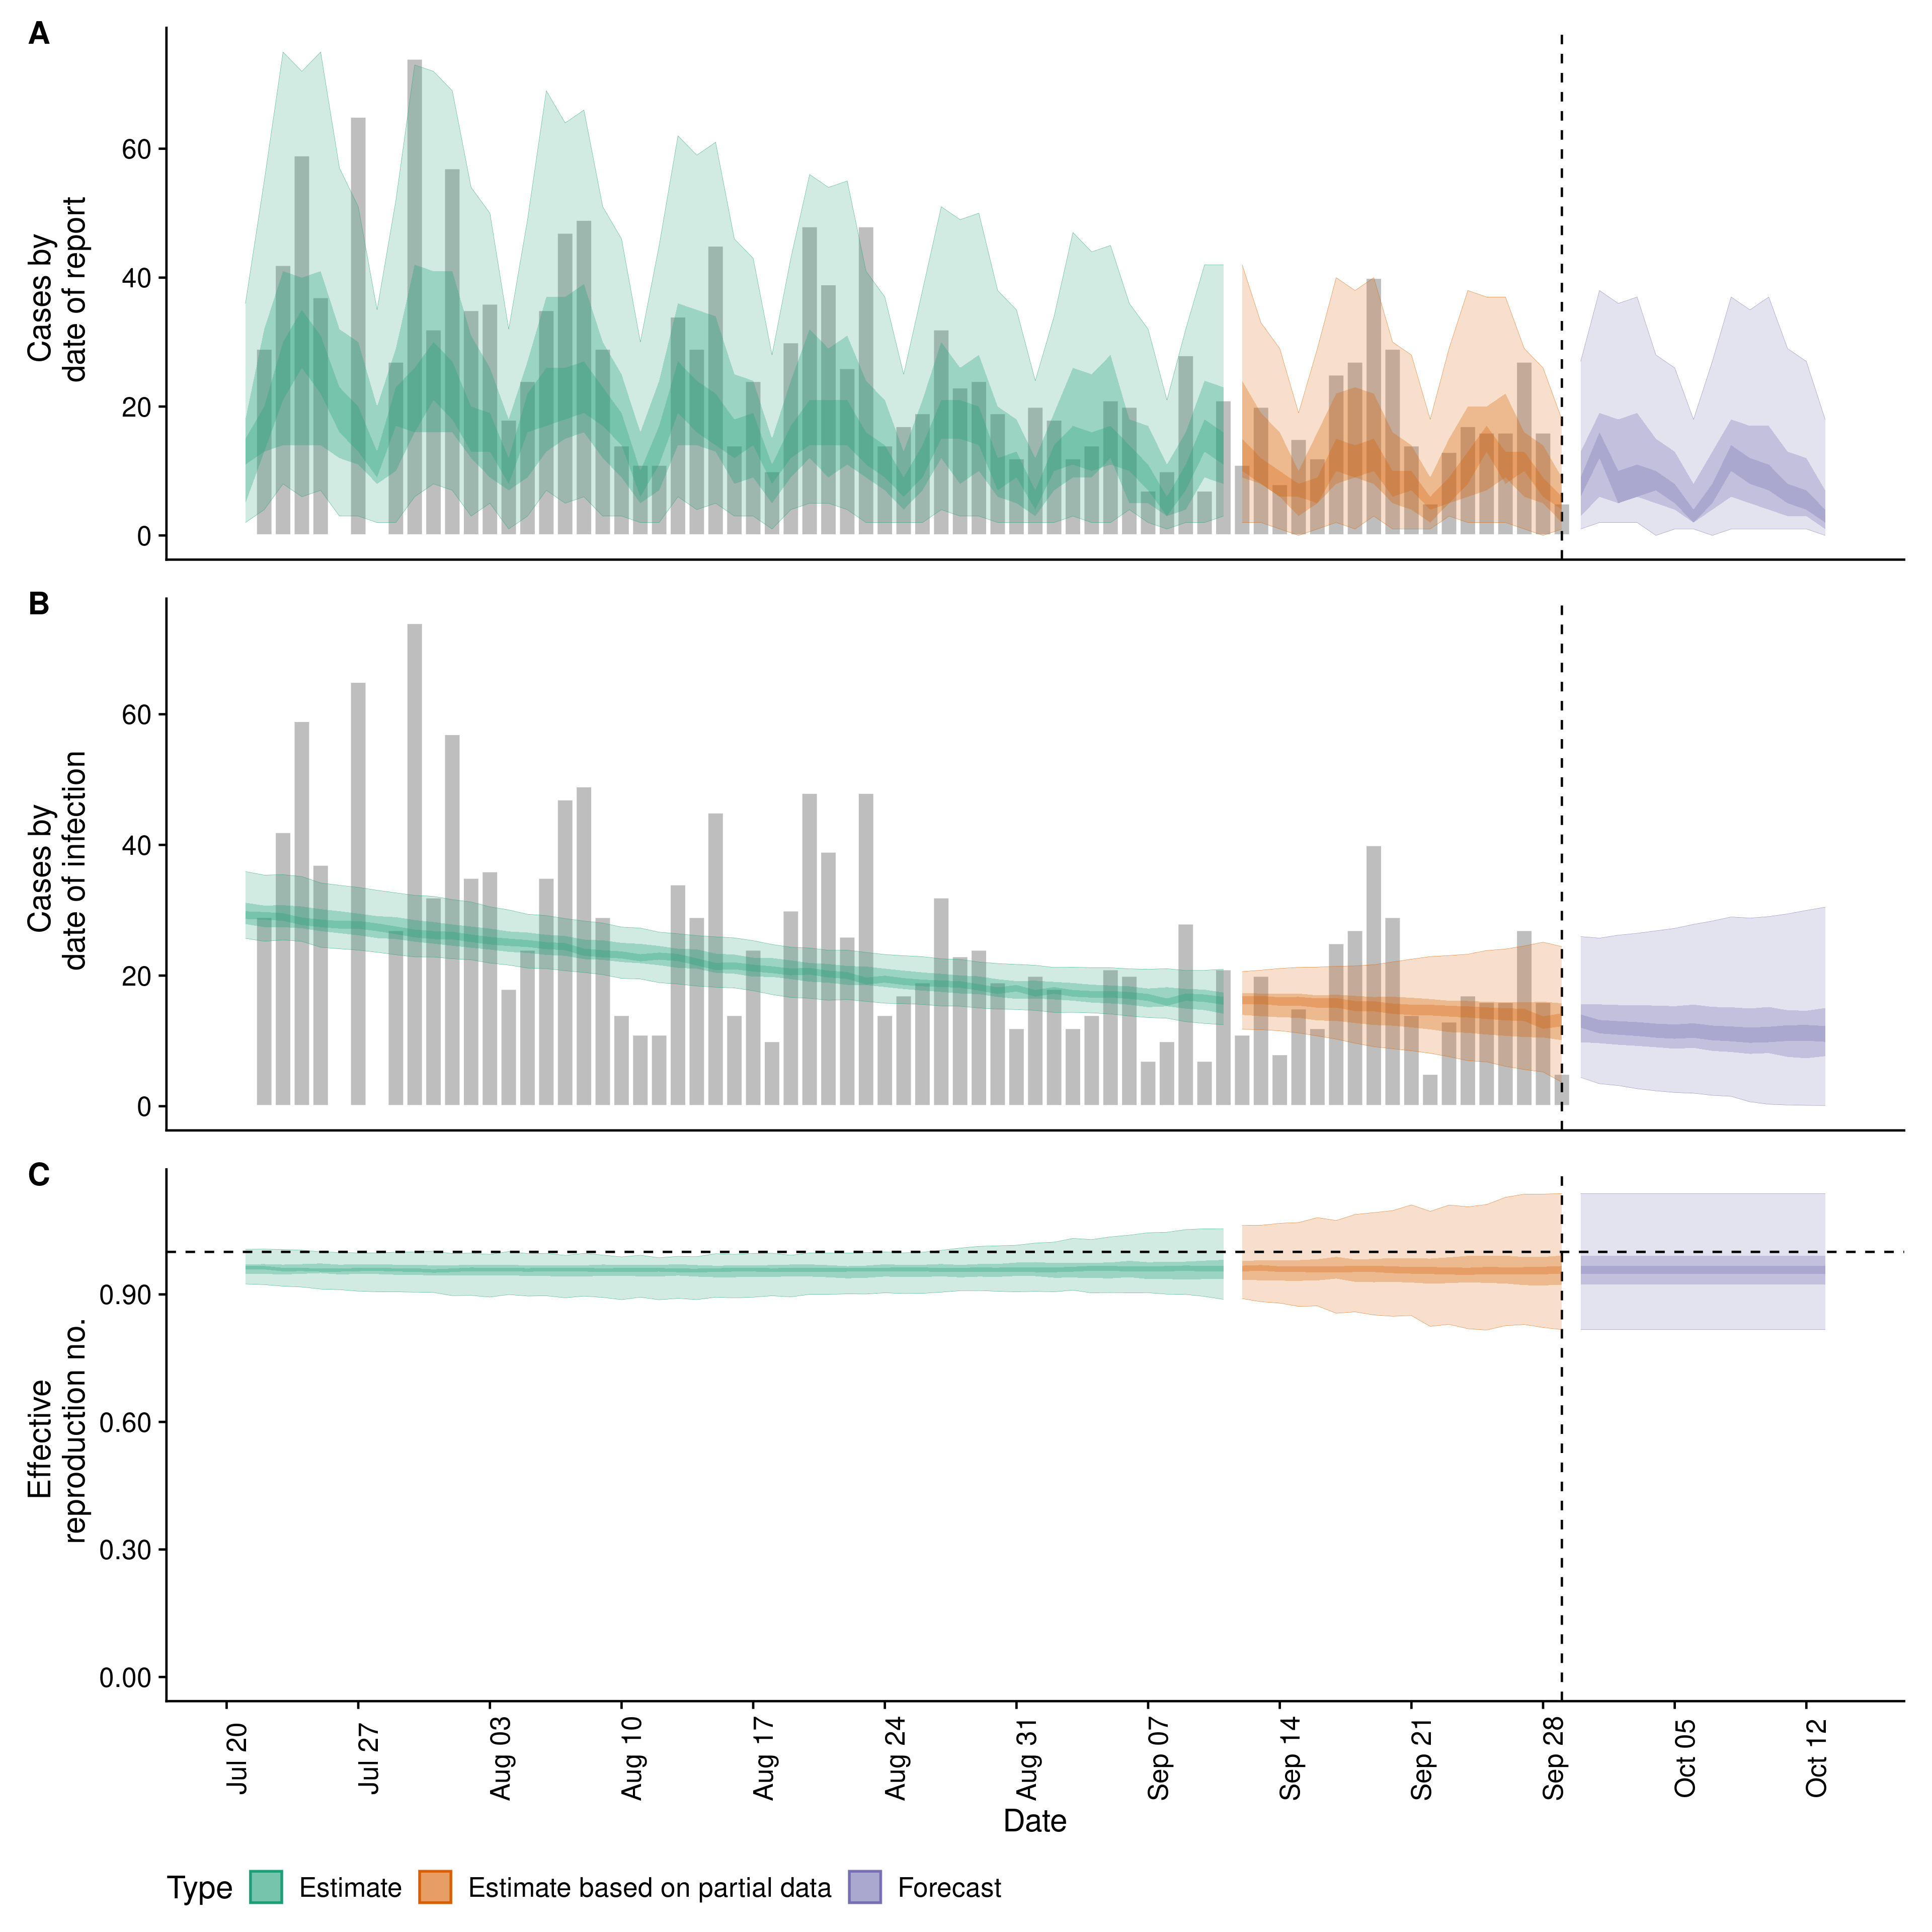 A
Cases by
date of report
60
40
20
0
B
Cases by
date of infection
60
40
20
0
C
Effective
reproduction no.
0.90
0.60
0.30
0.00
Jul 20
Jul 27
Aug 03
Aug 10
Aug 17
Aug 24
Aug 31
Sep 07
Sep 14
Sep 21
Sep 28
Oct 05
Oct 12
Date
Type Estimate Estimate based on partial data Forecast